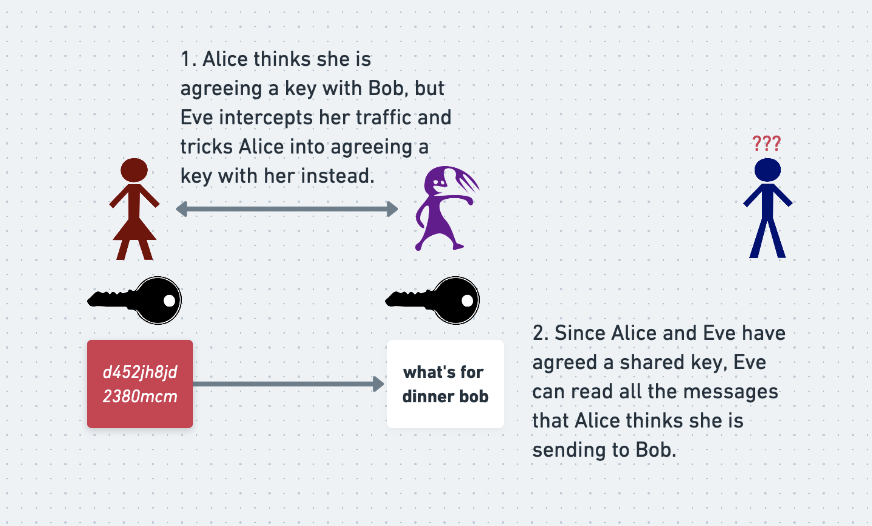 1. Alice thinks she is
agreeing a key with Bob, but
Eve intercepts her traffic and
tricks Alice into agreeing a
key with her instead.
???
d452jh8jd
2380mcm
what's for
dinner bob
2. Since Alice and Eve have
agreed a shared key, Eve
can read all the messages
that Alice thinks she is
sending to Bob.